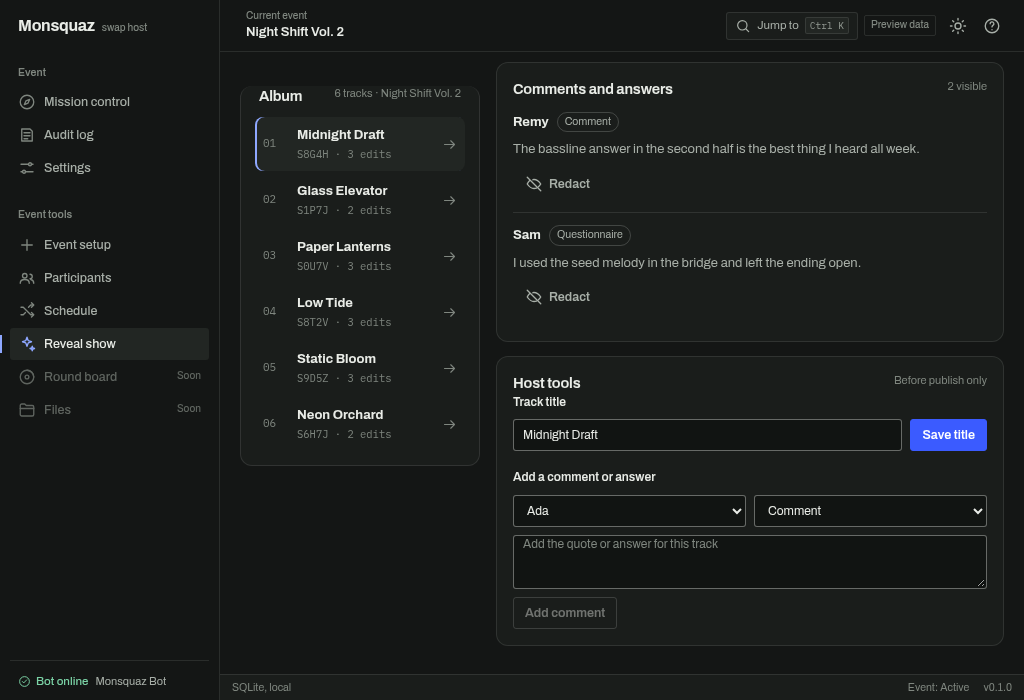 Monsquaz swap host
Event
Mission control
Audit log
Settings
Event tools
Event setup
Participants
Schedule
Reveal show
Round board Soon
Files Soon
Bot online Monsquaz Bot
Current event
Night Shift Vol. 2
Jump to Ctrl K
Preview data
Album 6 tracks · Night Shift Vol. 2
01 Midnight Draft
S8G4H · 3 edits
02 Glass Elevator
S1P7J · 2 edits
03 Paper Lanterns
S0U7V · 3 edits
04 Low Tide
S8T2V · 3 edits
05 Static Bloom
S9D5Z · 3 edits
06 Neon Orchard
S6H7J · 2 edits
Comments and answers 2 visible
Remy Comment
The bassline answer in the second half is the best thing I heard all week.
Redact
Sam Questionnaire
I used the seed melody in the bridge and left the ending open.
Redact
Host tools Before publish only
Track title
Midnight Draft Save title
Add a comment or answer
Ada Comment
Add the quote or answer for this track
Add comment
SQLite, local Event: Active v0.1.0